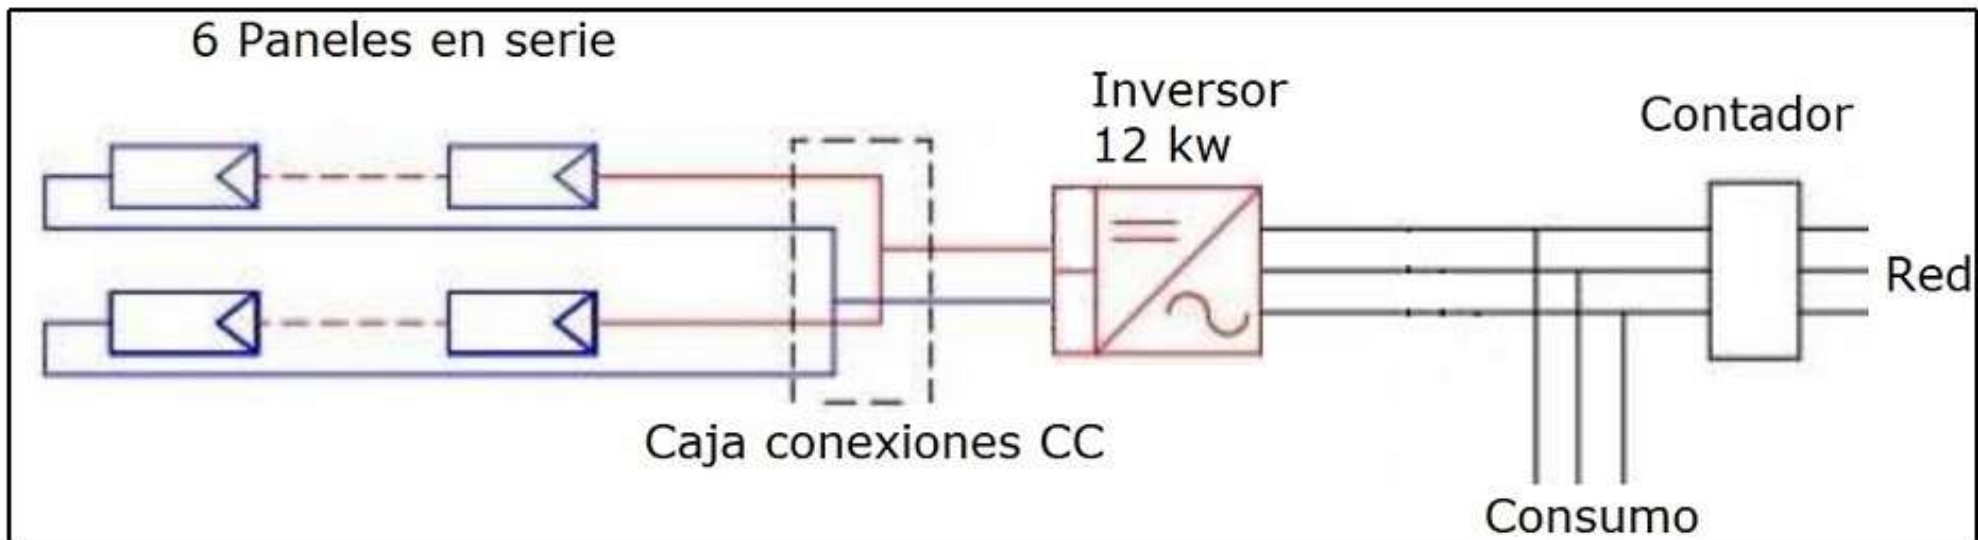 6 Paneles en serie
Inversor
12 kw
Contador
Red
Caja conexiones CC
Consumo